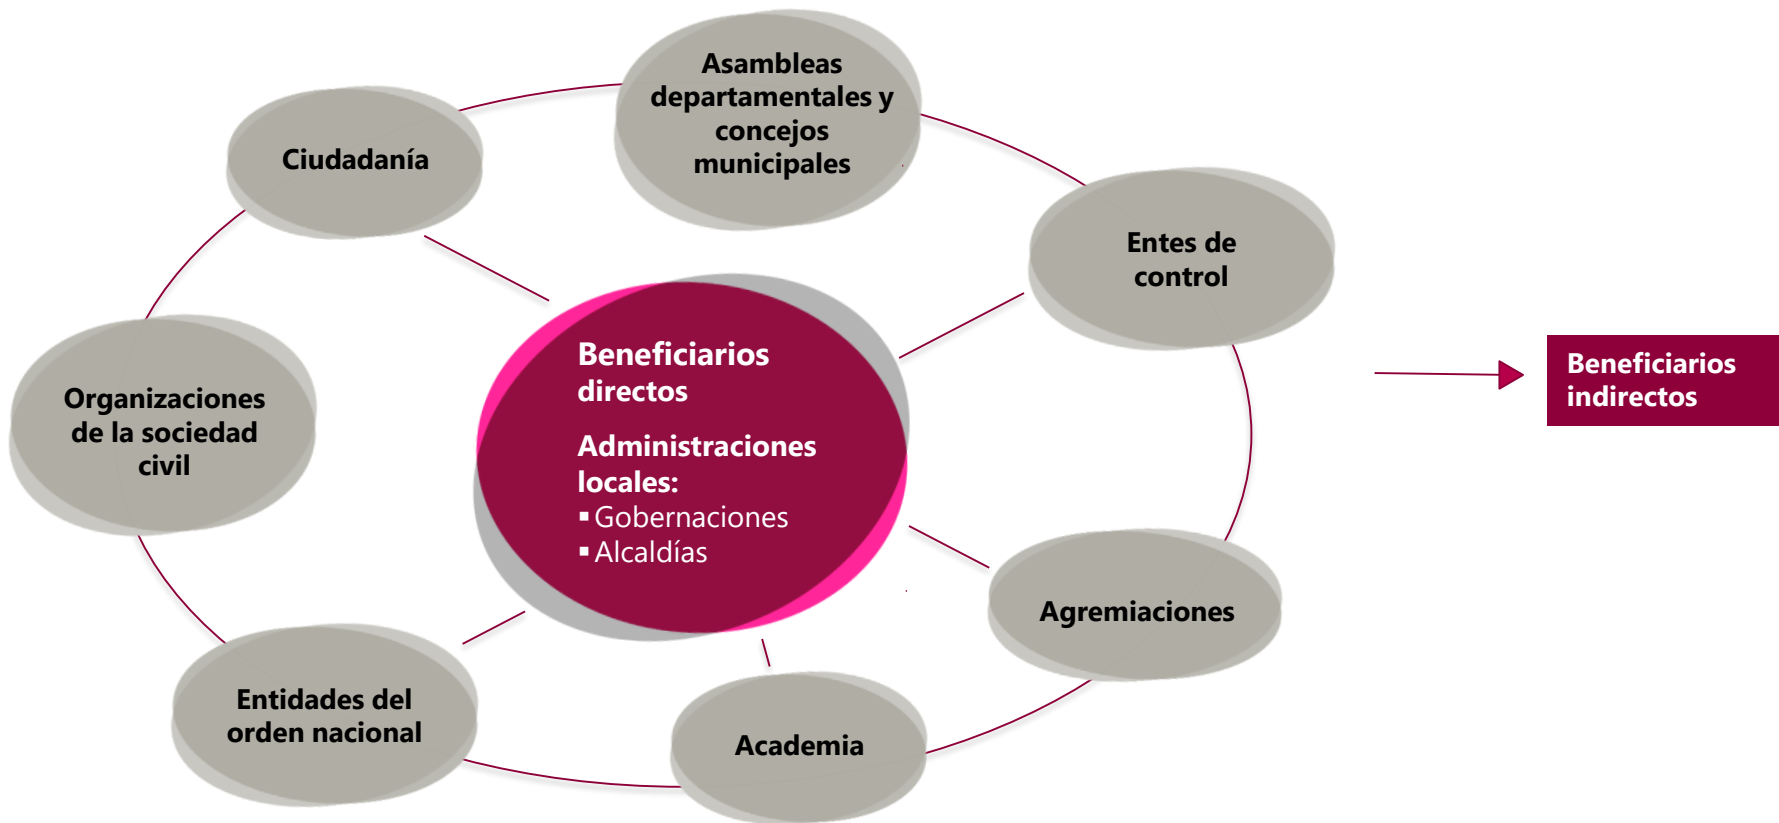 Asambleas
departamentales y
concejos
municipales
Ciudadanía
Entes de
control
Beneficiarios
directos
Administraciones
locales:
▪ Gobernaciones
▪ Alcaldías
Beneficiarios
indirectos
Organizaciones
de la sociedad
civil
Agremiaciones
Entidades del
orden nacional
Academia